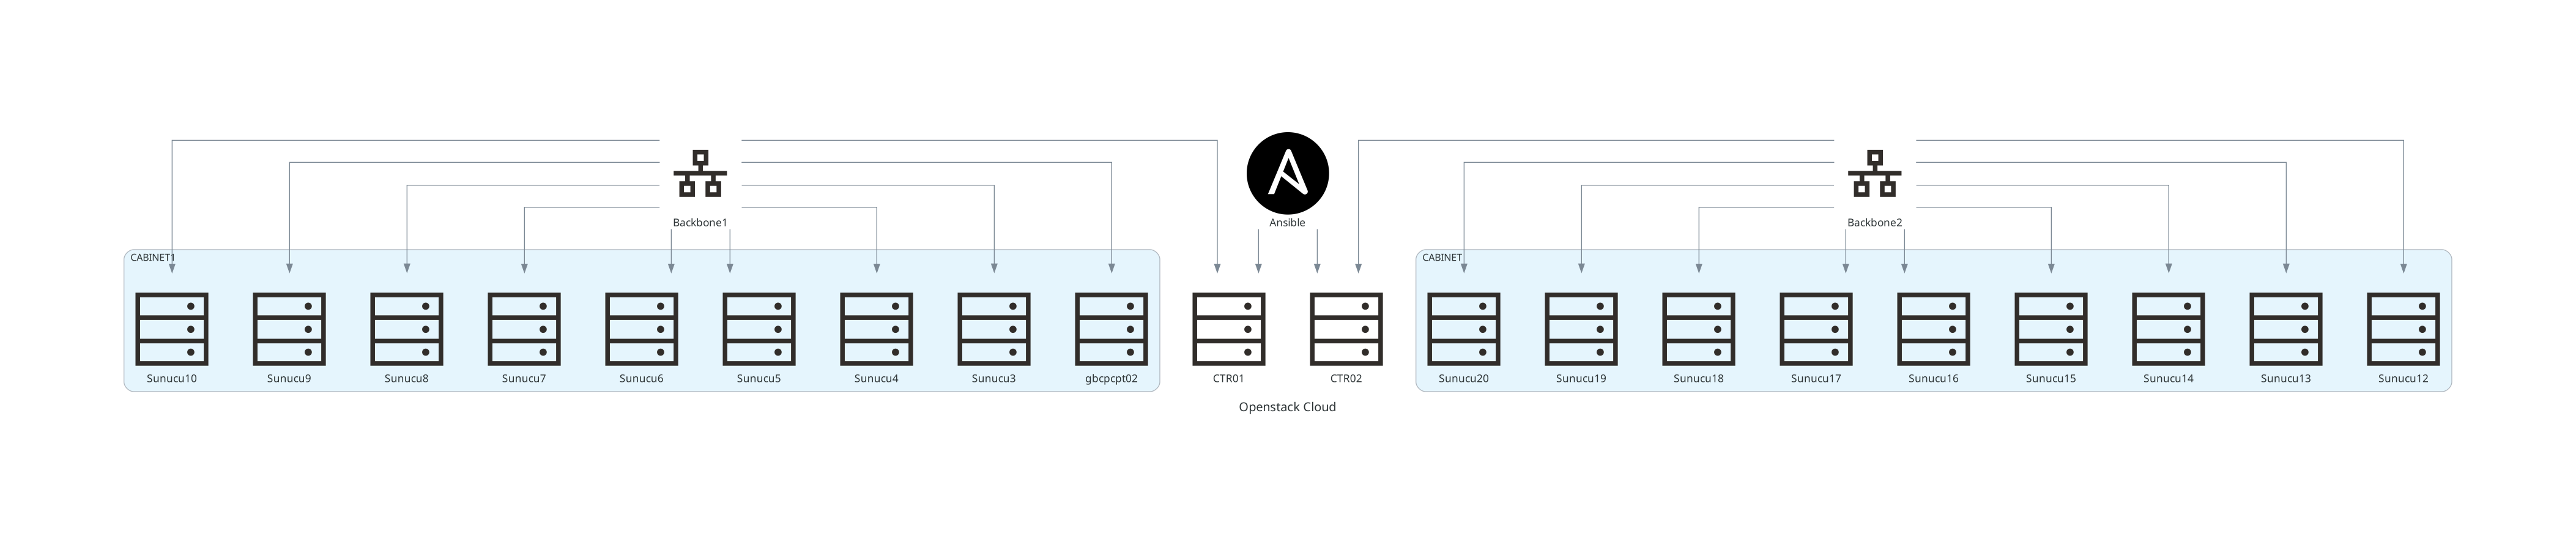 Backbone1
Ansible
Backbone2
CABINET1
CABINET
Sunucu10
Sunucu9
Sunucu8
Sunucu7
Sunucu6
Sunucu5
Sunucu4
Sunucu3
gbcpcpt02
CTR01
CTR02
Sunucu20
Sunucu19
Sunucu18
Sunucu17
Sunucu16
Sunucu15
Sunucu14
Sunucu13
Sunucu12
Openstack Cloud